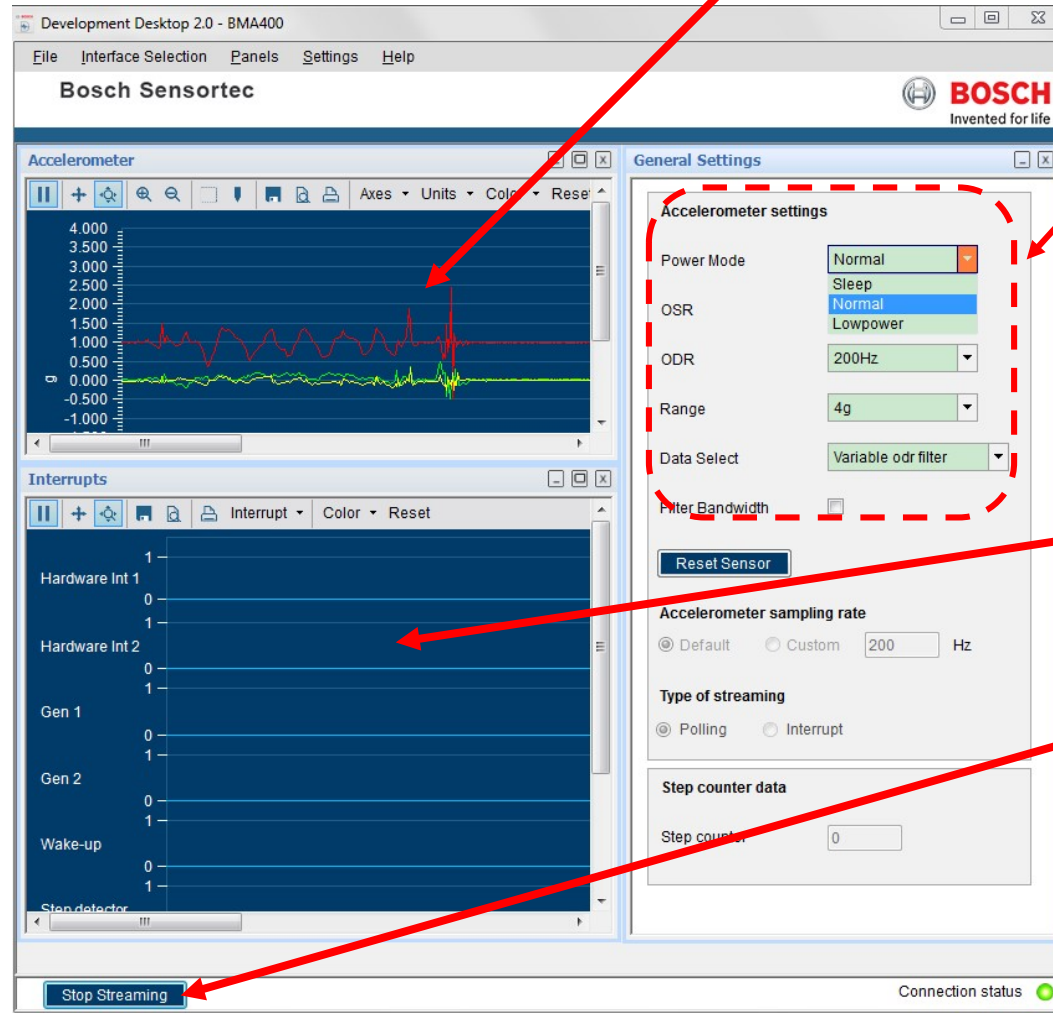 Development Desktop 2.0 - BMA400
File Interface Selection Panels Settings Help
Bosch Sensortec
BOSCH
Invented for life
Accelerometer
Axes Units Color Reset
4.000
3.500
3.000
2.500
2.000
1.500
1.000
0.500
0.000
-0.500
-1.000
g
Interrupts
Interrupt Color Reset
1
Hardware Int 1
0
1
Hardware Int 2
0
1
Gen 1
0
1
Gen 2
0
1
Wake-up
0
1
Step detector
Stop Streaming
General Settings
Accelerometer settings
Power Mode Normal
Sleep
Normal
Lowpower
OSR
ODR 200Hz
Range 4g
Data Select Variable odr filter
Filter Bandwidth
Reset Sensor
Accelerometer sampling rate
Default Custom 200 Hz
Type of streaming
Polling Interrupt
Step counter data
Step counter 0
Connection status